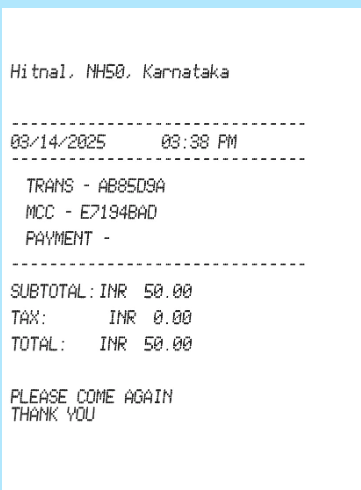 Hitnal, NH50, Karnataka
------------------------------
03/14/2025 03:38 PM
------------------------------
TRANS - AB85D9A
MCC - E7194BAD
PAYMENT -
------------------------------
SUBTOTAL: INR 50.00
TAX: INR 0.00
TOTAL: INR 50.00
PLEASE COME AGAIN
THANK YOU